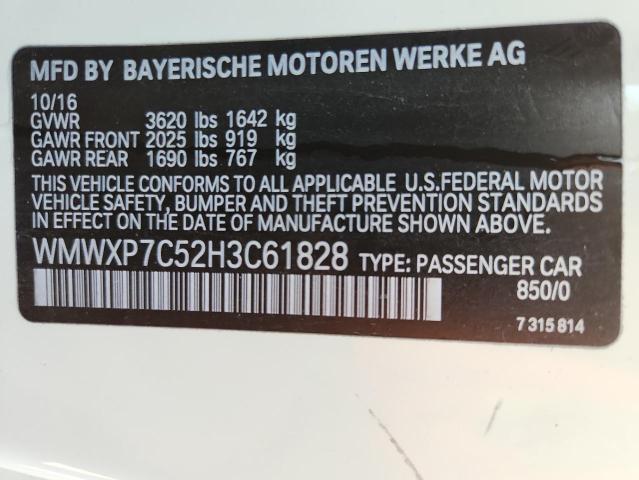 MFD BY BAYERISCHE MOTOREN WERKE AG
10/16
GVWR 3620 lbs 1642 kg
GAWR FRONT 2025 lbs 919 kg
GAWR REAR 1690 lbs 767 kg
THIS VEHICLE CONFORMS TO ALL APPLICABLE U.S.FEDERAL MOTOR
VEHICLE SAFETY, BUMPER AND THEFT PREVENTION STANDARDS
IN EFFECT ON THE DATE OF MANUFACTURE SHOWN ABOVE.
WMWXP7C52H3C61828 TYPE: PASSENGER CAR
850/0
7 315 814